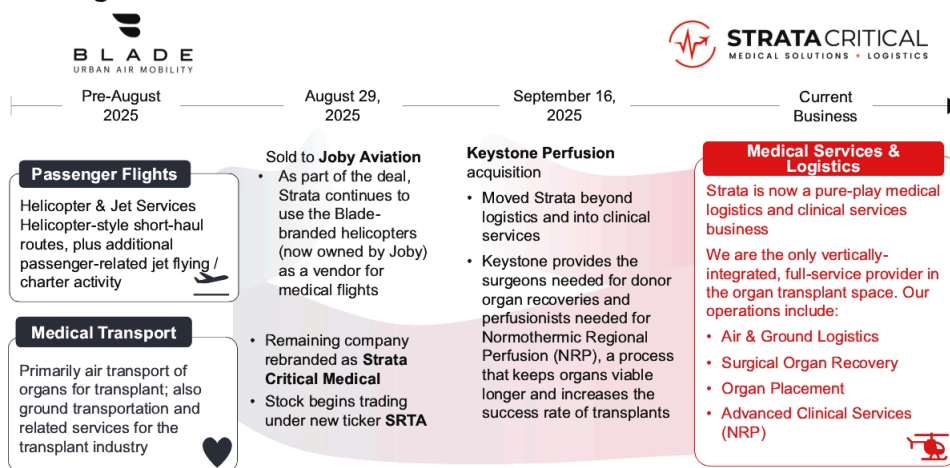 BLADE
URBAN AIR MOBILITY
STRATA CRITICAL
MEDICAL SOLUTIONS + LOGISTICS
Pre-August
2025
August 29,
2025
September 16,
2025
Current
Business
Passenger Flights
Helicopter & Jet Services
Helicopter-style short-haul
routes, plus additional
passenger-related jet flying /
charter activity
Medical Transport
Primarily air transport of
organs for transplant; also
ground transportation and
related services for the
transplant industry
Sold to Joby Aviation
• As part of the deal,
Strata continues to
use the Blade-
branded helicopters
(now owned by Joby)
as a vendor for
medical flights
• Remaining company
rebranded as Strata
Critical Medical
• Stock begins trading
under new ticker SRTA
Keystone Perfusion
acquisition
• Moved Strata beyond
logistics and into clinical
services
• Keystone provides the
surgeons needed for donor
organ recoveries and
perfusionists needed for
Normothermic Regional
Perfusion (NRP), a process
that keeps organs viable
longer and increases the
success rate of transplants
Medical Services &
Logistics
Strata is now a pure-play medical
logistics and clinical services
business
We are the only vertically-
integrated, full-service provider in
the organ transplant space. Our
operations include:
• Air & Ground Logistics
• Surgical Organ Recovery
• Organ Placement
• Advanced Clinical Services
(NRP)